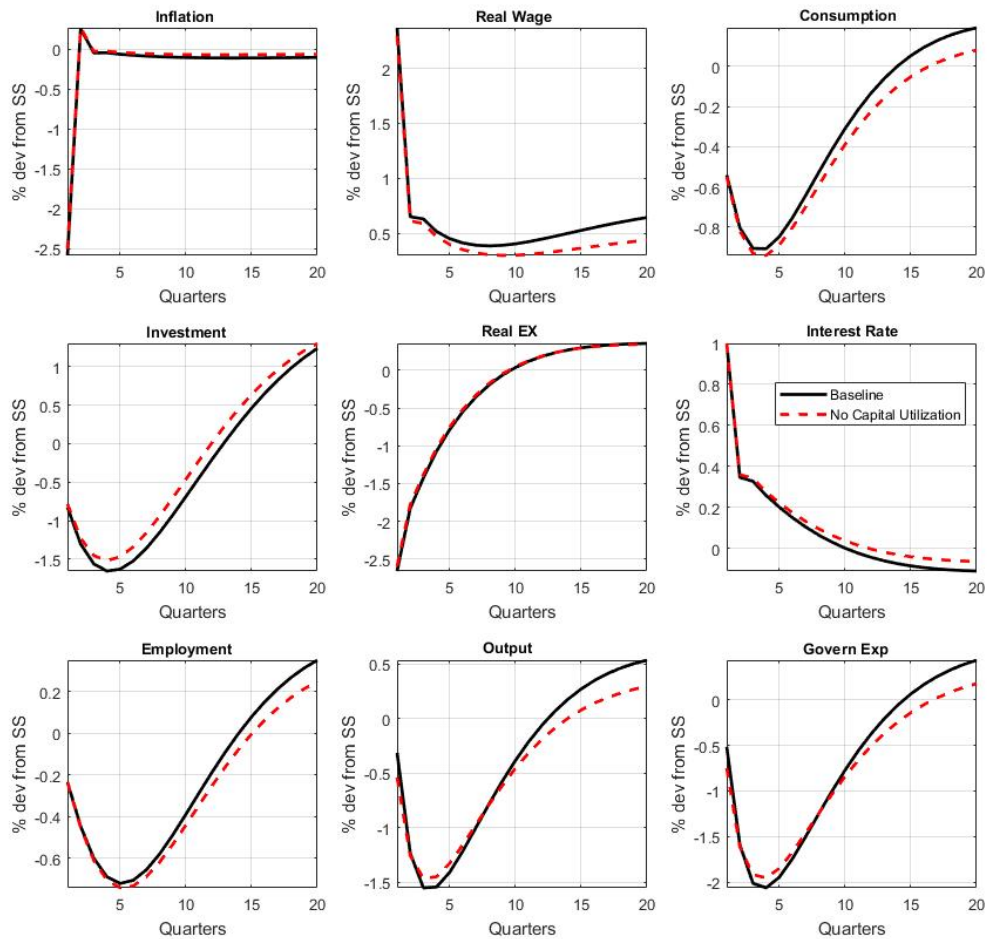 Inflation
% dev from SS
0
-0.5
-1
-1.5
-2
-2.5
5 10 15 20
Quarters
Real Wage
% dev from SS
2
1.5
1
0.5
5 10 15 20
Quarters
Consumption
% dev from SS
0
-0.2
-0.4
-0.6
-0.8
5 10 15 20
Quarters
Investment
% dev from SS
1
0.5
0
-0.5
-1
-1.5
5 10 15 20
Quarters
Real EX
% dev from SS
0
-0.5
-1
-1.5
-2
-2.5
5 10 15 20
Quarters
Interest Rate
% dev from SS
1
0.8
0.6
0.4
0.2
0
Baseline
No Capital Utilization
5 10 15 20
Quarters
Employment
% dev from SS
0.2
0
-0.2
-0.4
-0.6
5 10 15 20
Quarters
Output
% dev from SS
0.5
0
-0.5
-1
-1.5
5 10 15 20
Quarters
Govern Exp
% dev from SS
0
-0.5
-1
-1.5
-2
5 10 15 20
Quarters